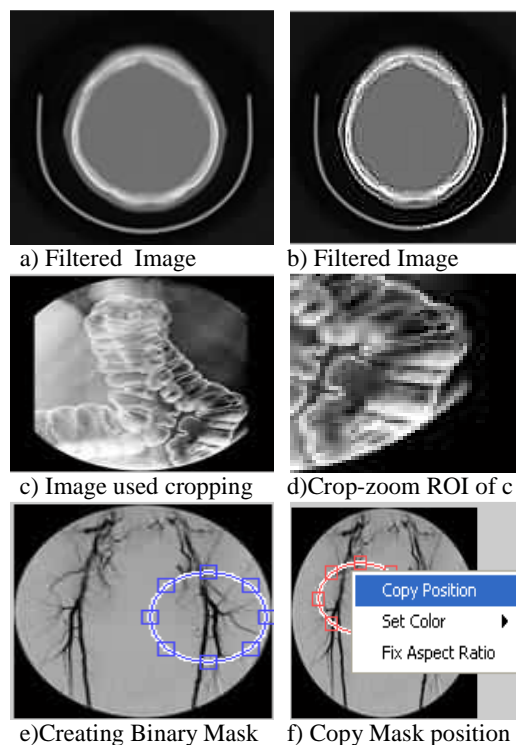 a) Filtered Image
b) Filtered Image
c) Image used cropping
d)Crop-zoom ROI of c
Copy Position
Set Color
Fix Aspect Ratio
e)Creating Binary Mask
f) Copy Mask position